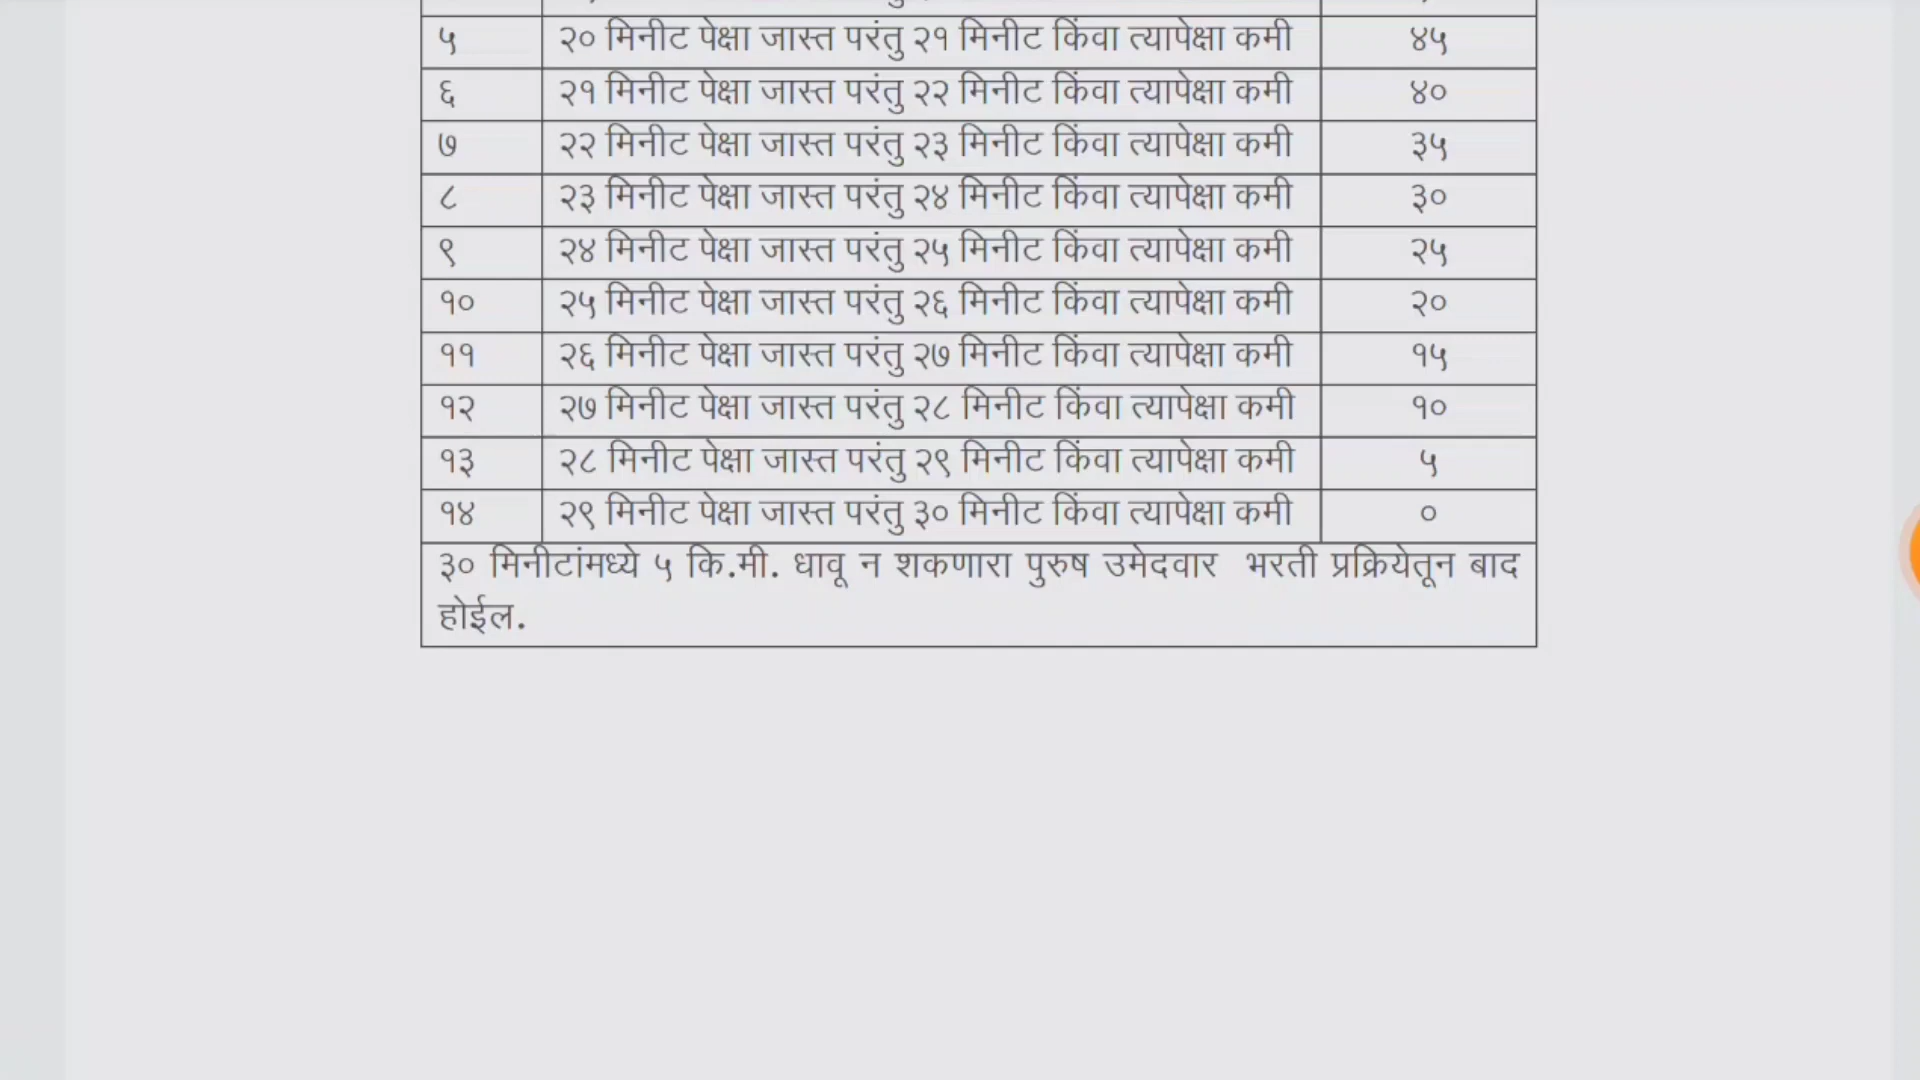 ५ २० मिनीट पेक्षा जास्त परंतु २१ मिनीट किंवा त्यापेक्षा कमी ४५
६ २१ मिनीट पेक्षा जास्त परंतु २२ मिनीट किंवा त्यापेक्षा कमी ४०
७ २२ मिनीट पेक्षा जास्त परंतु २३ मिनीट किंवा त्यापेक्षा कमी ३५
८ २३ मिनीट पेक्षा जास्त परंतु २४ मिनीट किंवा त्यापेक्षा कमी ३०
९ २४ मिनीट पेक्षा जास्त परंतु २५ मिनीट किंवा त्यापेक्षा कमी २५
१० २५ मिनीट पेक्षा जास्त परंतु २६ मिनीट किंवा त्यापेक्षा कमी २०
११ २६ मिनीट पेक्षा जास्त परंतु २७ मिनीट किंवा त्यापेक्षा कमी १५
१२ २७ मिनीट पेक्षा जास्त परंतु २८ मिनीट किंवा त्यापेक्षा कमी १०
१३ २८ मिनीट पेक्षा जास्त परंतु २९ मिनीट किंवा त्यापेक्षा कमी ५
१४ २९ मिनीट पेक्षा जास्त परंतु ३० मिनीट किंवा त्यापेक्षा कमी ०
३० मिनीटांमध्ये ५ कि.मी. धावू न शकणारा पुरुष उमेदवार भरती प्रक्रियेतून बाद
होईल.